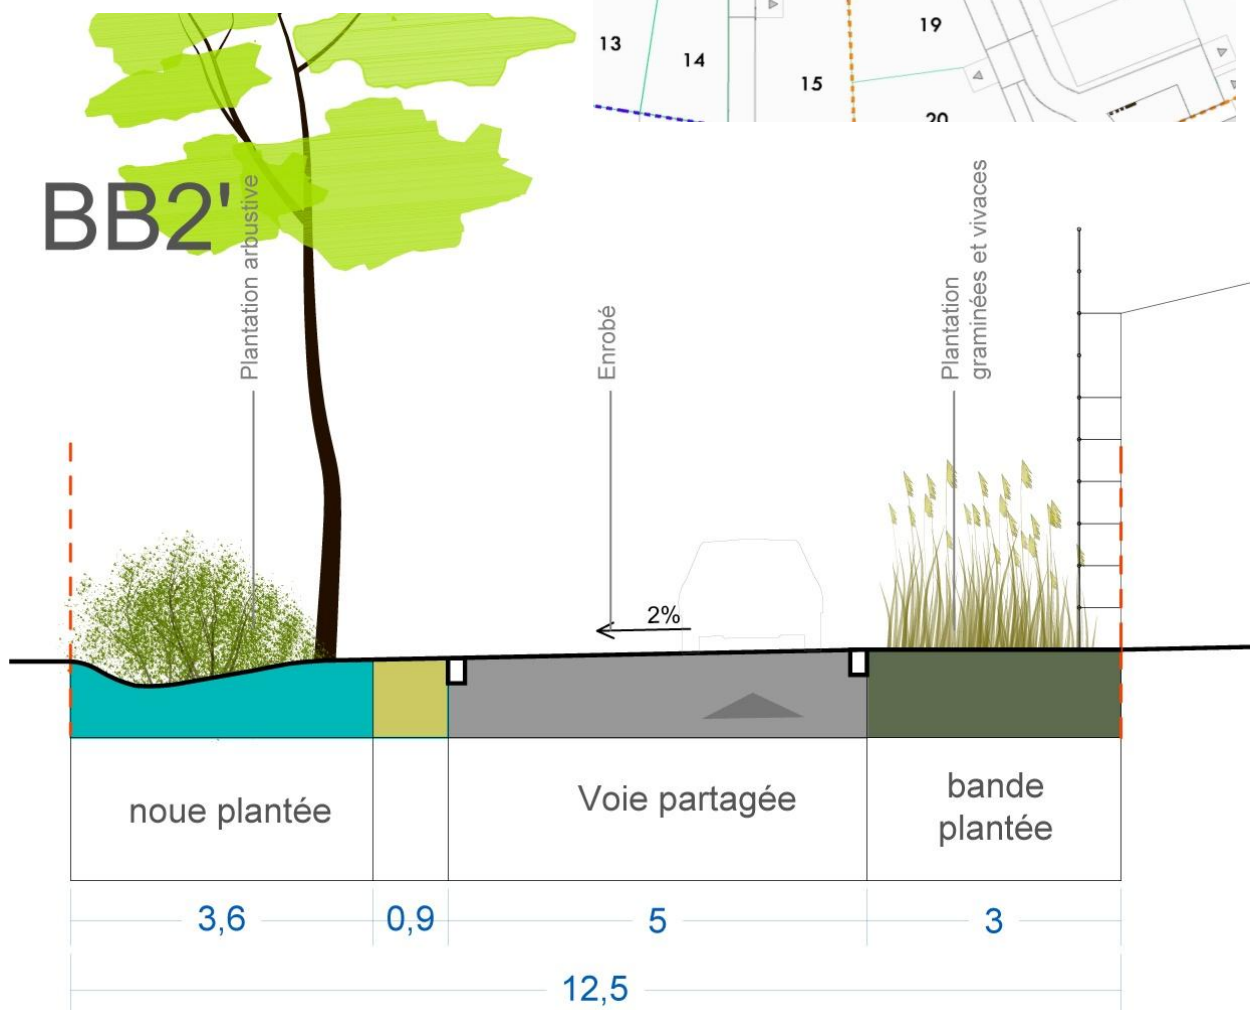 13
14
15
19
20
BB2'
Plantation arbustive
Enrobé
Plantation
graminées et vivaces
2%
noue plantée
Voie partagée
bande
plantée
3,6
0,9
5
3
12,5